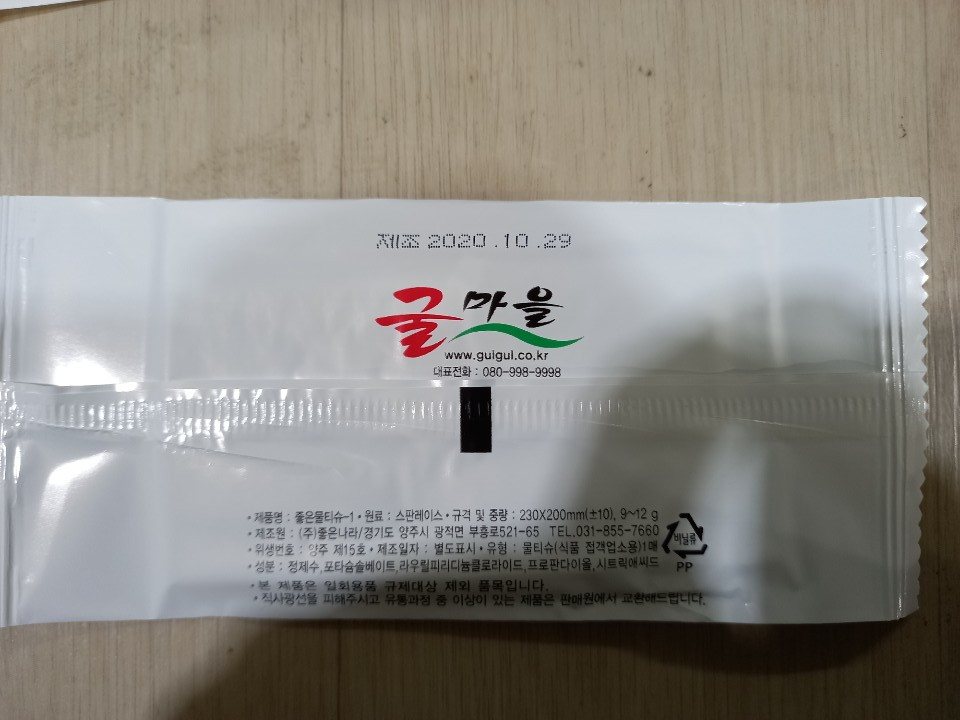 제조 2020.10.29
굴마을
www.gulgul.co.kr
대표전화 : 080-998-9998
• 제품명 : 좋은물티슈-1 • 원료 : 스판레이스 • 규격 및 중량 : 230X200mm(±10), 9~12 g
• 제조원 : (주)좋은나라/경기도 양주시 광적면 부흥로521-65 TEL.031-855-7660
• 위생번호 : 양주 제15호 • 제조일자 : 별도표시 • 유형 : 물티슈(식품 접객업소용)1매
• 성분 : 정제수,포타슘솔베이트,라우릴피리디늄클로라이드,프로판다이올,시트릭애씨드
• 본 제품은 일회용품 규제대상 제외 품목입니다.
• 직사광선을 피해주시고 유통과정 중 이상이 있는 제품은 판매원에서 교환해드립니다.
비닐류
PP